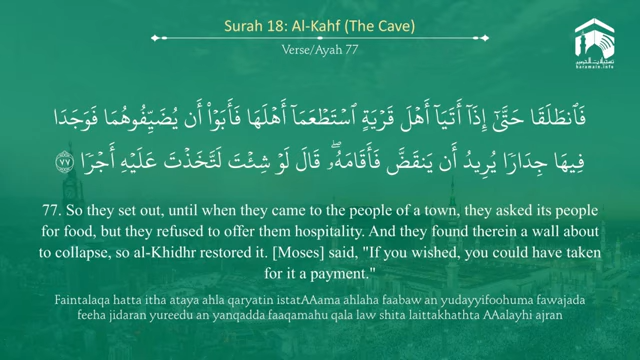 Surah 18: Al-Kahf (The Cave)
Verse/Ayah 77
haramain.info
فَٱنطَلَقَا حَتَّىٰٓ إِذَآ أَتَيَآ أَهْلَ قَرْيَةٍ ٱسْتَطْعَمَآ أَهْلَهَا فَأَبَوْا۟ أَن يُضَيِّفُوهُمَا فَوَجَدَا
فِيهَا جِدَارًا يُرِيدُ أَن يَنقَضَّ فَأَقَامَهُۥ ۖ قَالَ لَوْ شِئْتَ لَتَّخَذْتَ عَلَيْهِ أَجْرًا ٧٧
77. So they set out, until when they came to the people of a town, they asked its people
for food, but they refused to offer them hospitality. And they found therein a wall about
to collapse, so al-Khidhr restored it. [Moses] said, "If you wished, you could have taken
for it a payment."
Faintalaqa hatta itha ataya ahla qaryatin istatAAama ahlaha faabaw an yudayyifoohuma fawajada
feeha jidaran yureedu an yanqadda faaqamahu qala law shita laittakhathta AAalayhi ajran